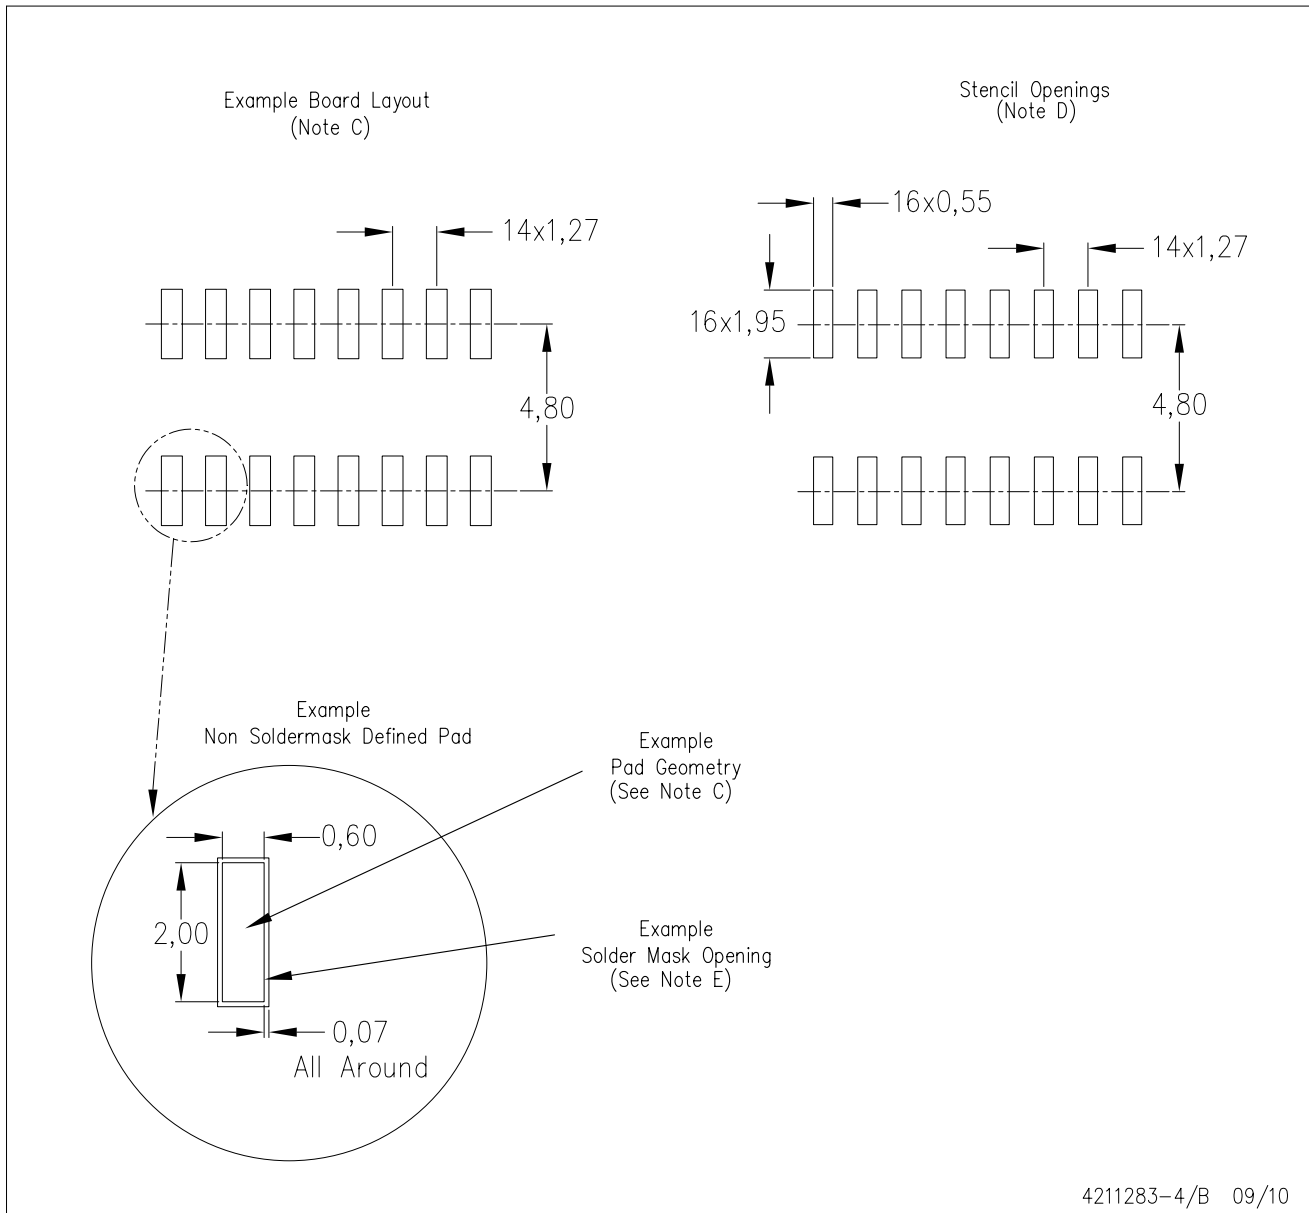 Example Board Layout
(Note C)
Stencil Openings
(Note D)
14x1,27
4,80
16x0,55
14x1,27
16x1,95
4,80
Example
Non Soldermask Defined Pad
Example
Pad Geometry
(See Note C)
0,60
2,00
Example
Solder Mask Opening
(See Note E)
0,07
All Around
4211283-4/B 09/10